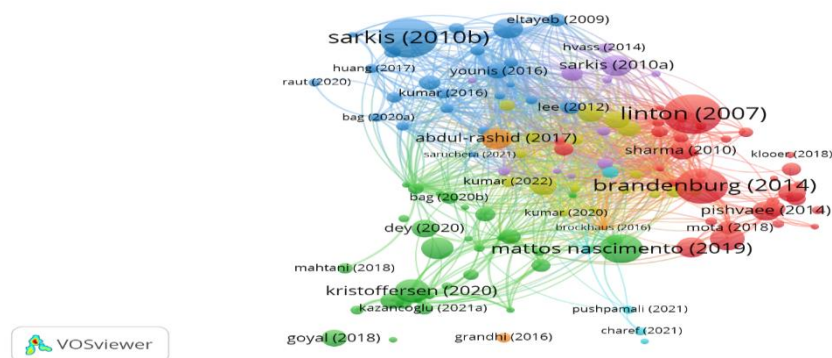 eltayeb (2009)
sarkis (2010b)
hvass (2014)
huang (2017)
younis (2016)
sarkis (2010a)
raut (2020)
kumar (2016)
lee (2012)
linton (2007)
bag (2020a)
abdul-rashid (2017)
sharma (2010)
saruchera (2021)
klooer (2018)
kumar (2022)
brandenburg (2014)
bag (2020b)
kumar (2020)
pishvaee (2014)
dey (2020)
brockhaus (2016)
mota (2018)
mattos nascimento (2019)
mahtani (2018)
kristoffersen (2020)
kazancoglu (2021a)
pushpamali (2021)
goyal (2018)
grandhi (2016)
charef (2021)
VOSviewer